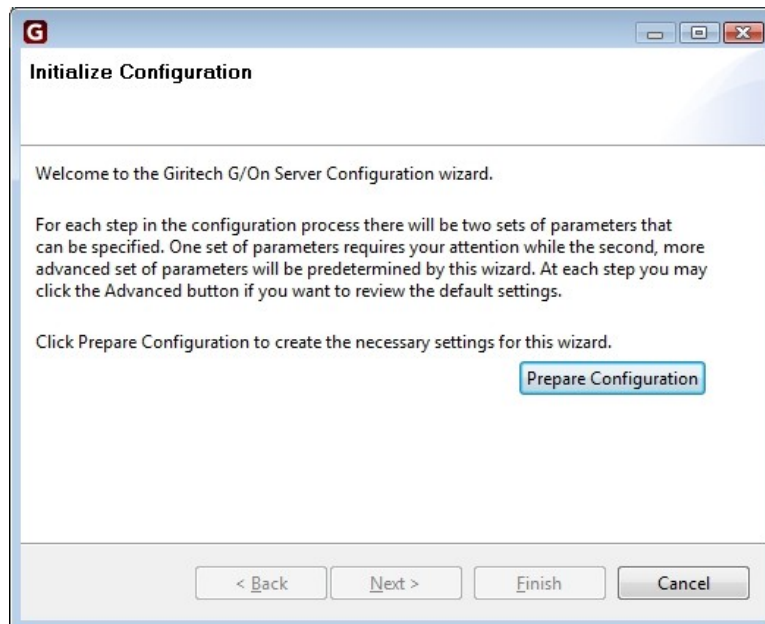 G
Initialize Configuration
Welcome to the Giritech G/On Server Configuration wizard.
For each step in the configuration process there will be two sets of parameters that
can be specified. One set of parameters requires your attention while the second, more
advanced set of parameters will be predetermined by this wizard. At each step you may
click the Advanced button if you want to review the default settings.
Click Prepare Configuration to create the necessary settings for this wizard.
Prepare Configuration
< Back
Next >
Finish
Cancel